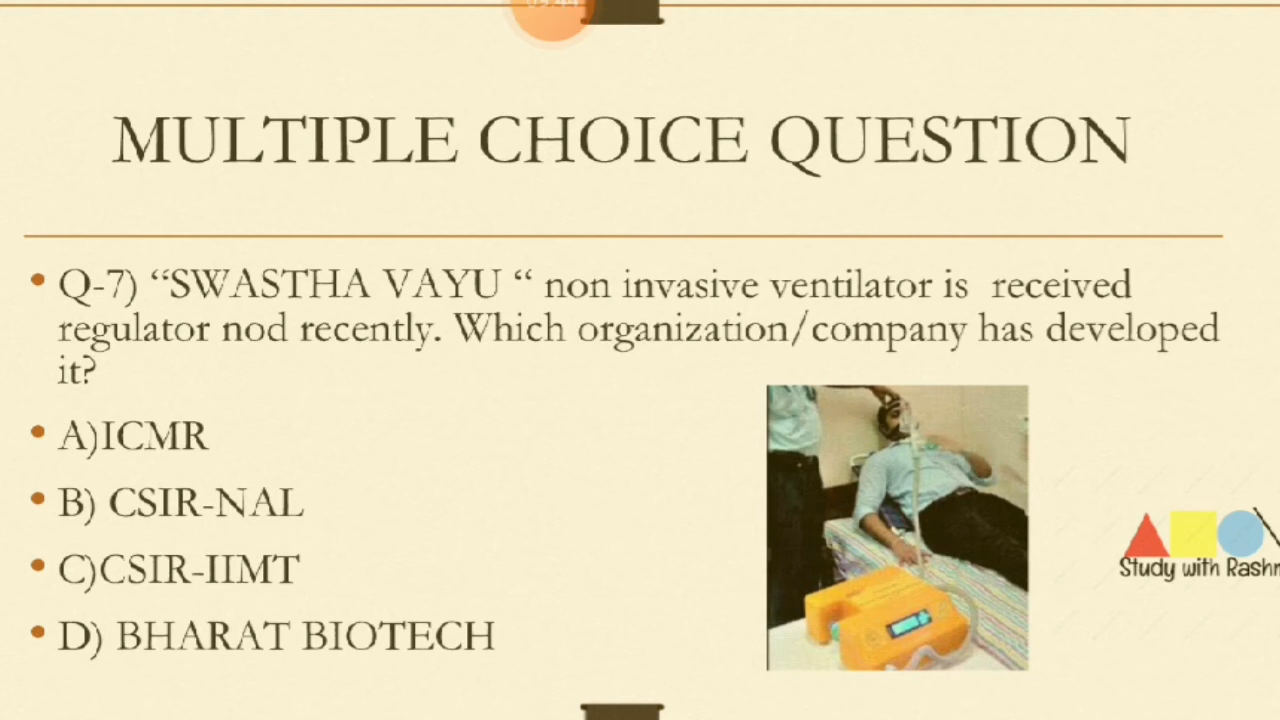 MULTIPLE CHOICE QUESTION
• Q-7) “SWASTHA VAYU “ non invasive ventilator is  received
regulator nod recently. Which organization/company has developed
it?
• A)ICMR
• B) CSIR-NAL
• C)CSIR-IIMT
• D) BHARAT BIOTECH
Study with